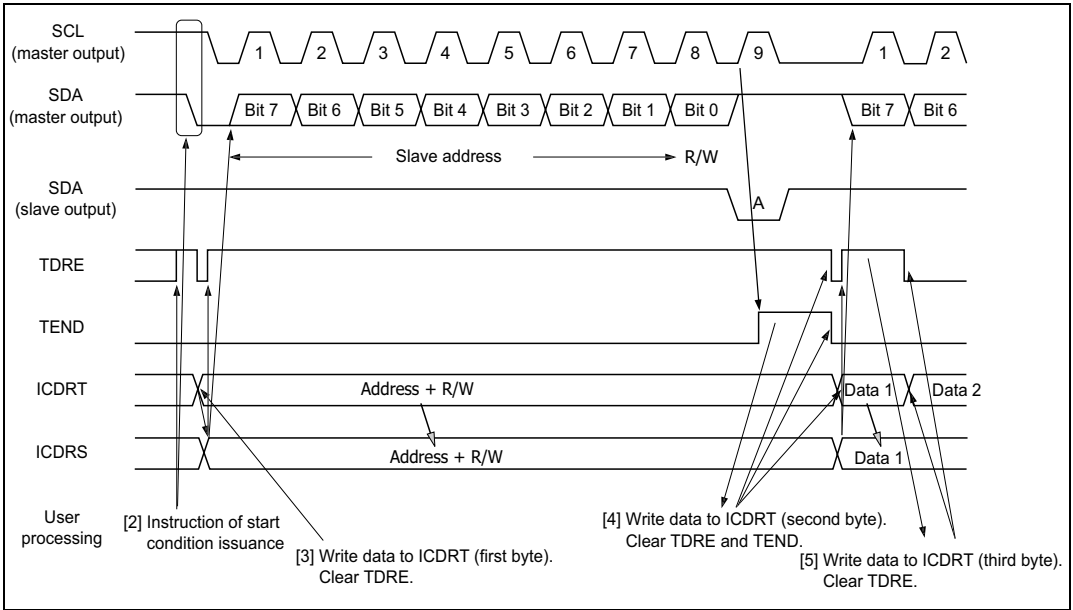 SCL
(master output)
1 2 3 4 5 6 7 8 9 1 2
SDA
(master output)
Bit 7 Bit 6 Bit 5 Bit 4 Bit 3 Bit 2 Bit 1 Bit 0 Bit 7 Bit 6
Slave address R/W
SDA
(slave output)
A
TDRE
TEND
ICDRT
Address + R/W Data 1 Data 2
ICDRS
Address + R/W Data 1
User
processing
[2] Instruction of start
condition issuance
[3] Write data to ICDRT (first byte).
Clear TDRE.
[4] Write data to ICDRT (second byte).
Clear TDRE and TEND.
[5] Write data to ICDRT (third byte).
Clear TDRE.